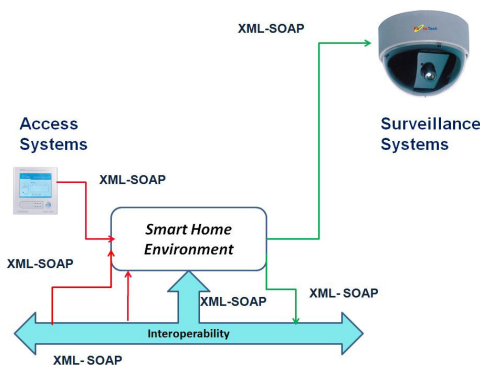 XML-SOAP
Access
Systems
Surveillance
Systems
XML-SOAP
Smart Home
Environment
XML-SOAP
XML-SOAP
XML- SOAP
Interoperability
XML- SOAP